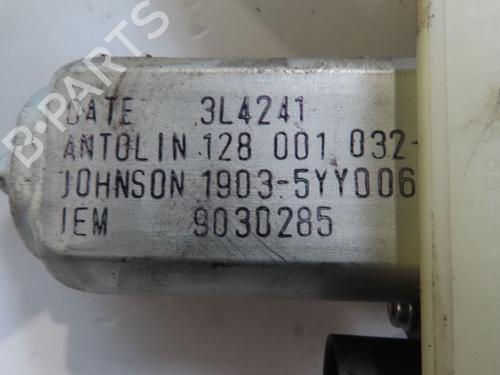 DATE 3L4241
ANTOLIN 128 001 032-
JOHNSON 1903-5YY006
IEM 9030285
B-PARTS